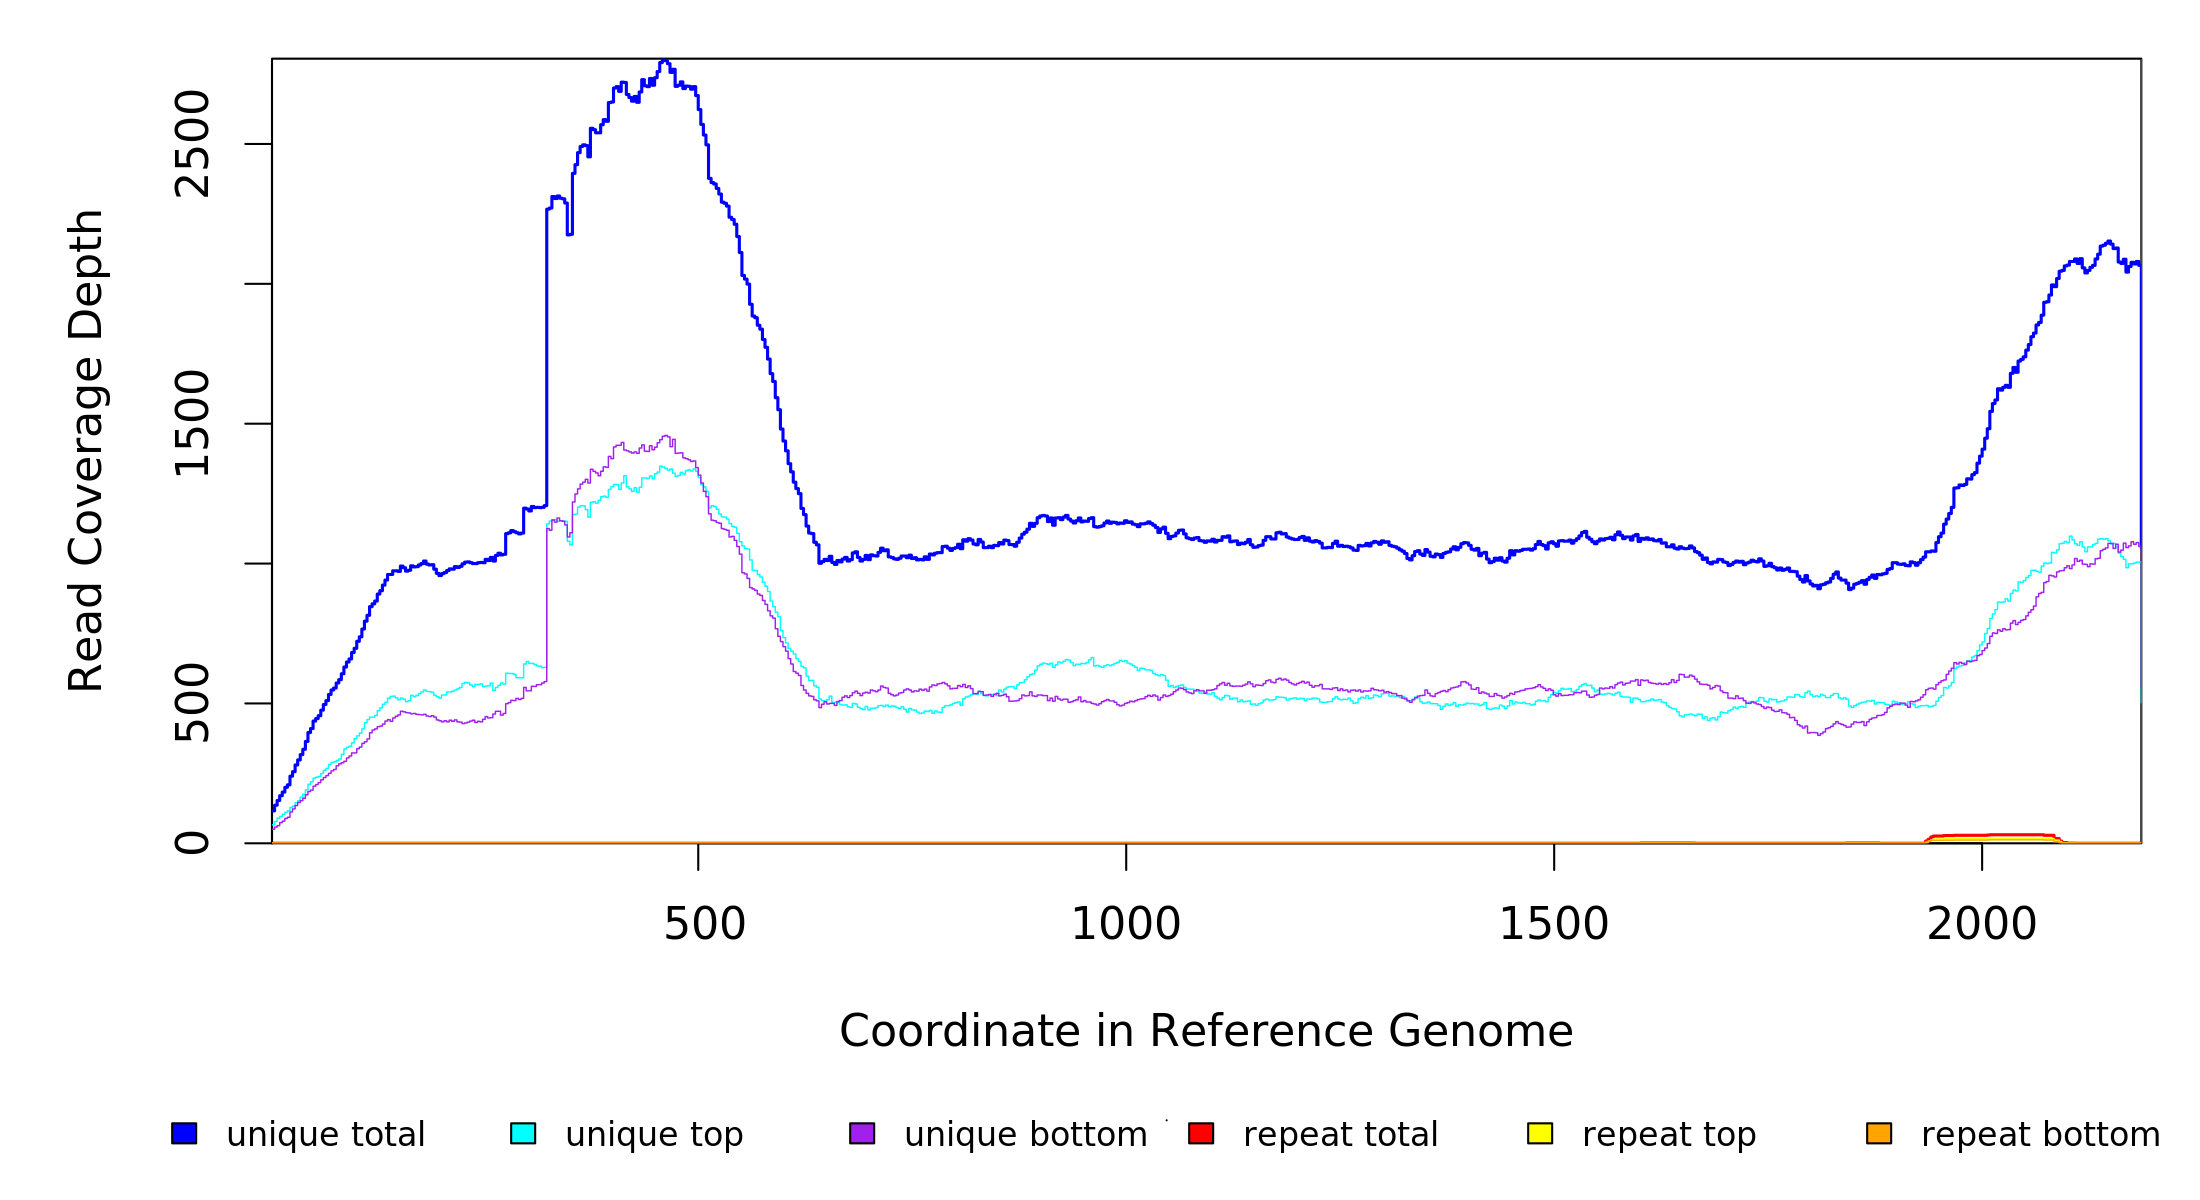 Read Coverage Depth
2500
1500
500
0
500 1000 1500 2000
Coordinate in Reference Genome
unique total unique top unique bottom repeat total repeat top repeat bottom